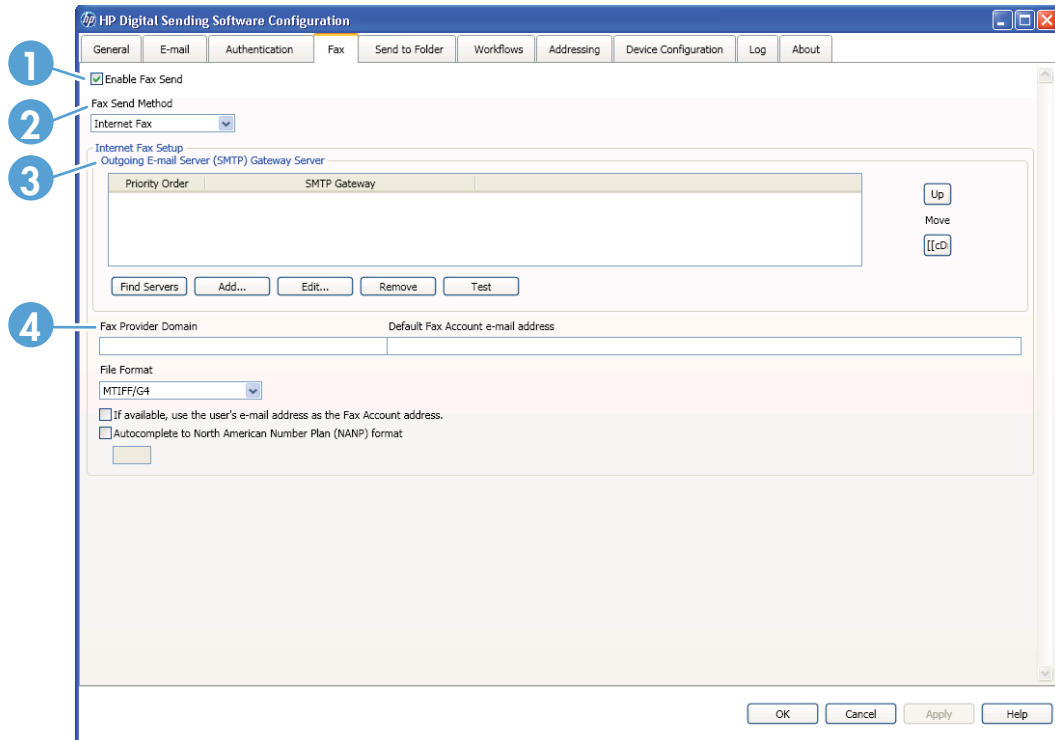 hp HP Digital Sending Software Configuration
General E-mail Authentication Fax Send to Folder Workflows Addressing Device Configuration Log About
1 Enable Fax Send
2 Fax Send Method
Internet Fax
Internet Fax Setup
3 Outgoing E-mail Server (SMTP) Gateway Server
Priority Order SMTP Gateway
Up
Move
[[cD
Find Servers Add... Edit... Remove Test
4 Fax Provider Domain Default Fax Account e-mail address
File Format
MTIFF/G4
If available, use the user's e-mail address as the Fax Account address.
Autocomplete to North American Number Plan (NANP) format
OK Cancel Apply Help